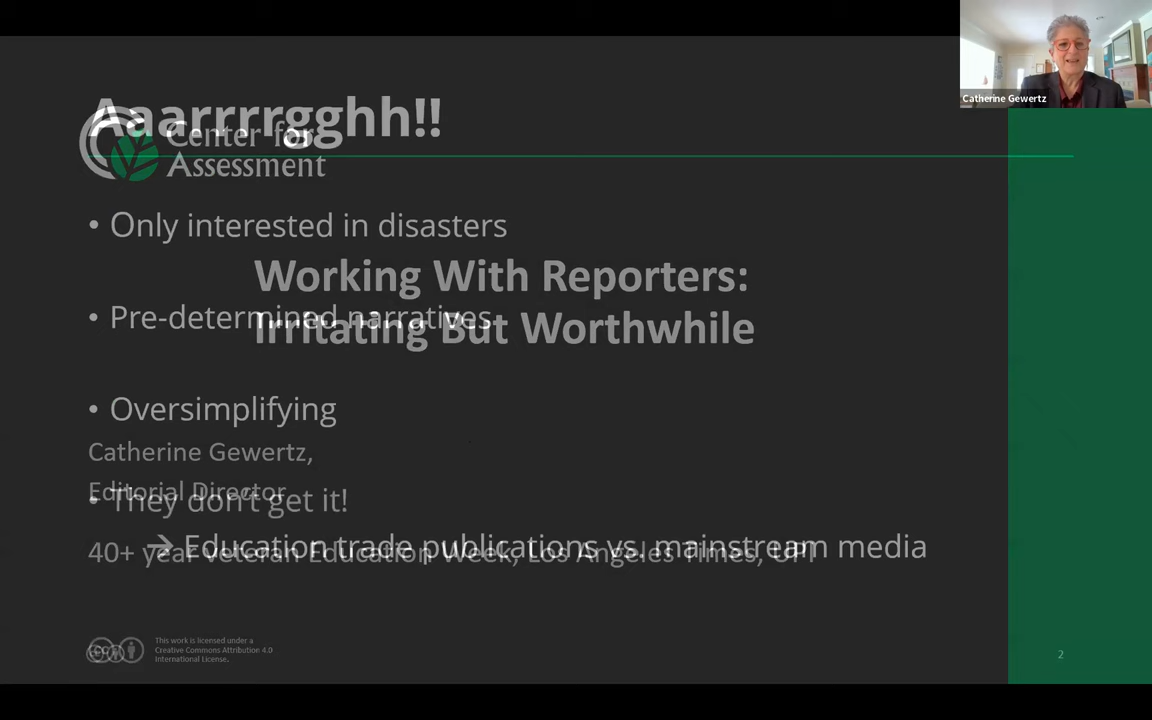 Catherine Gewertz
Aaarrrrgghh!!
Center for
Assessment
• Only interested in disasters
Working With Reporters:
• Pre-determined narratives
Irritating But Worthwhile
• Oversimplifying
Catherine Gewertz,
Editorial Director
• They don't get it!
→ Education trade publications vs. mainstream media
40+ year veteran Education Week, Los Angeles Times, UPI
This work is licensed under a
Creative Commons Attribution 4.0
International License.
2